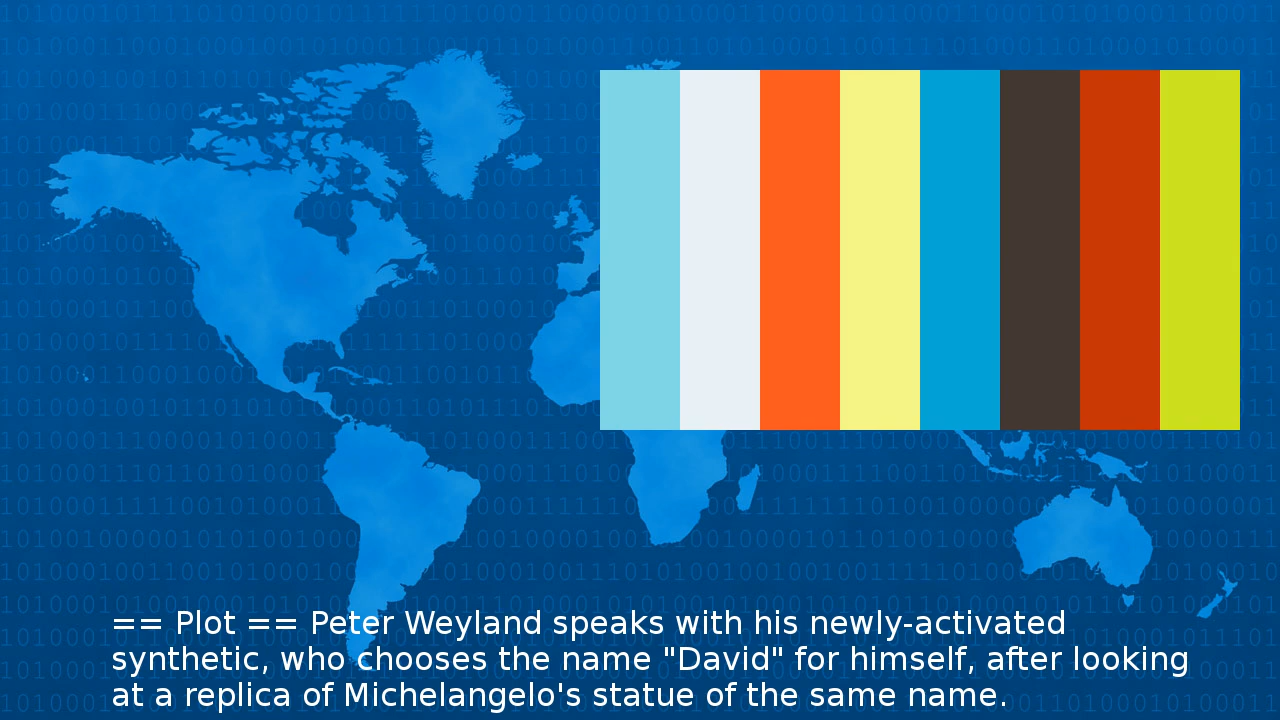 == Plot == Peter Weyland speaks with his newly-activated
synthetic, who chooses the name "David" for himself, after looking
at a replica of Michelangelo's statue of the same name.